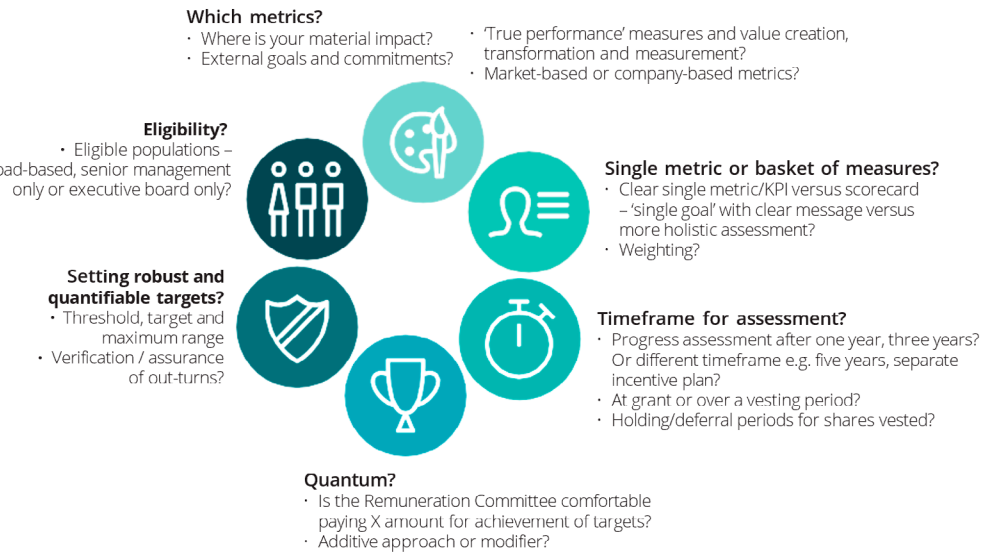 Which metrics?
· Where is your material impact?
· External goals and commitments?
· ‘True performance’ measures and value creation,
transformation and measurement?
· Market-based or company-based metrics?
Single metric or basket of measures?
· Clear single metric/KPI versus scorecard
– ‘single goal’ with clear message versus
more holistic assessment?
· Weighting?
Timeframe for assessment?
· Progress assessment after one year, three years?
Or different timeframe e.g. five years, separate
incentive plan?
· At grant or over a vesting period?
· Holding/deferral periods for shares vested?
Quantum?
· Is the Remuneration Committee comfortable
paying X amount for achievement of targets?
· Additive approach or modifier?
Setting robust and
quantifiable targets?
· Threshold, target and
maximum range
· Verification / assurance
of out-turns?
Eligibility?
· Eligible populations –
oad-based, senior management
only or executive board only?